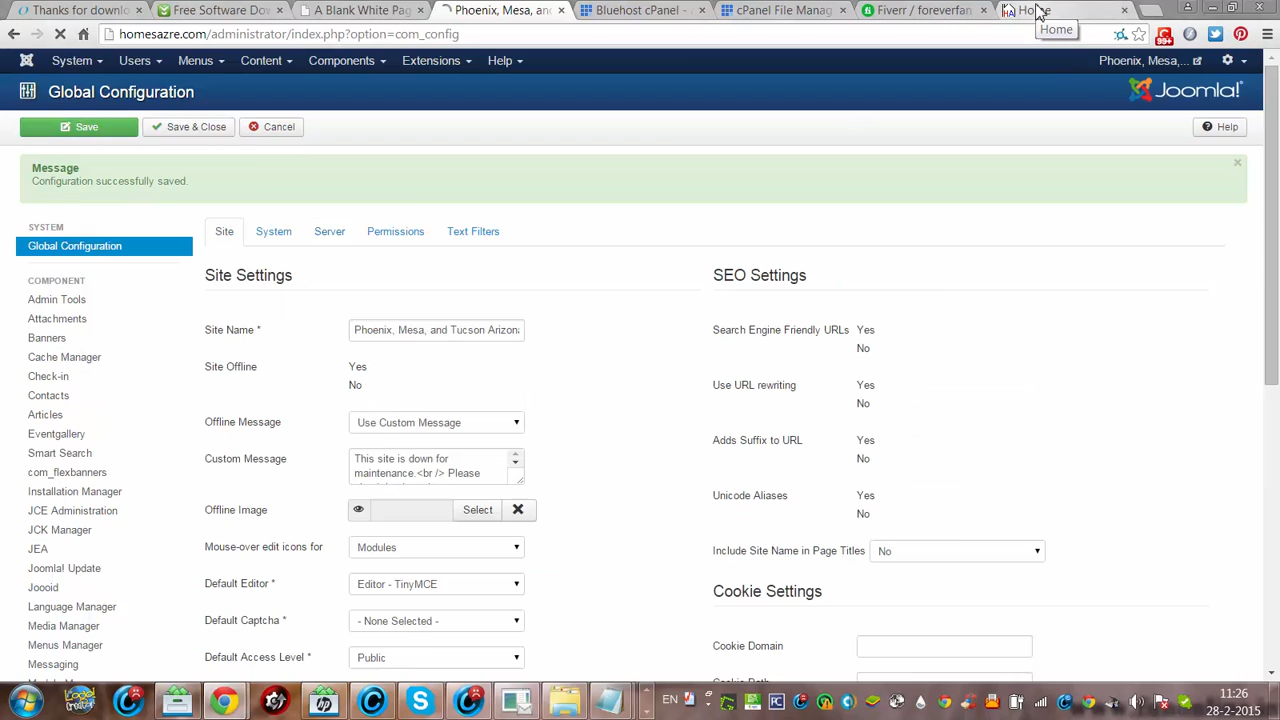 Thanks for downlo
Free Software Dov
A Blank White Pag
Phoenix, Mesa, an
Bluehost cPanel -
cPanel File Manag
Fiverr / foreverfan
Home
homesazre.com/administrator/index.php?option=com_config
Home
99+
System Users Menus Content Components Extensions Help
Phoenix, Mesa,...
Global Configuration
Joomla!
Save
Save & Close
Cancel
Help
Message
Configuration successfully saved.
SYSTEM
Global Configuration
COMPONENT
Admin Tools
Attachments
Banners
Cache Manager
Check-in
Contacts
Articles
Eventgallery
Smart Search
com_flexbanners
Installation Manager
JCE Administration
JCK Manager
JEA
Joomla! Update
Joooid
Language Manager
Media Manager
Menus Manager
Messaging
Site System Server Permissions Text Filters
Site Settings
Site Name * Phoenix, Mesa, and Tucson Arizona
Site Offline Yes
No
Offline Message Use Custom Message
Custom Message This site is down for
maintenance.<br /> Please
Offline Image Select
Mouse-over edit icons for Modules
Default Editor * Editor - TinyMCE
Default Captcha * - None Selected -
Default Access Level * Public
SEO Settings
Search Engine Friendly URLs Yes
No
Use URL rewriting Yes
No
Adds Suffix to URL Yes
No
Unicode Aliases Yes
No
Include Site Name in Page Titles No
Cookie Settings
Cookie Domain
EN
11:26
28-2-2015